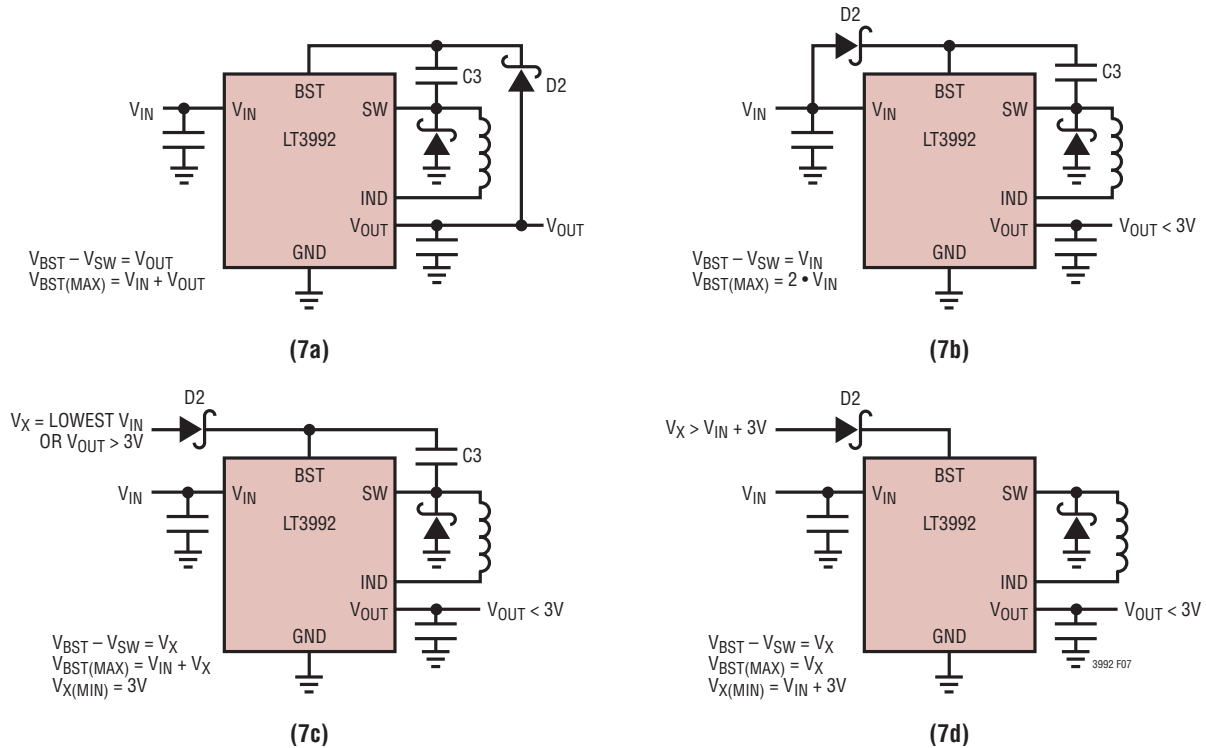 D2
C3
BST
V_IN
V_IN
SW
LT3992
IND
V_OUT
V_OUT
GND
V_BST – V_SW = V_OUT
V_BST(MAX) = V_IN + V_OUT
(7a)
D2
C3
BST
V_IN
V_IN
SW
LT3992
IND
V_OUT
V_OUT < 3V
GND
V_BST – V_SW = V_IN
V_BST(MAX) = 2 • V_IN
(7b)
D2
V_X = LOWEST V_IN
OR V_OUT > 3V
C3
BST
V_IN
V_IN
SW
LT3992
IND
V_OUT
V_OUT < 3V
GND
V_BST – V_SW = V_X
V_BST(MAX) = V_IN + V_X
V_X(MIN) = 3V
(7c)
D2
V_X > V_IN + 3V
BST
V_IN
V_IN
SW
LT3992
IND
V_OUT
V_OUT < 3V
GND
3992 F07
V_BST – V_SW = V_X
V_BST(MAX) = V_X
V_X(MIN) = V_IN + 3V
(7d)